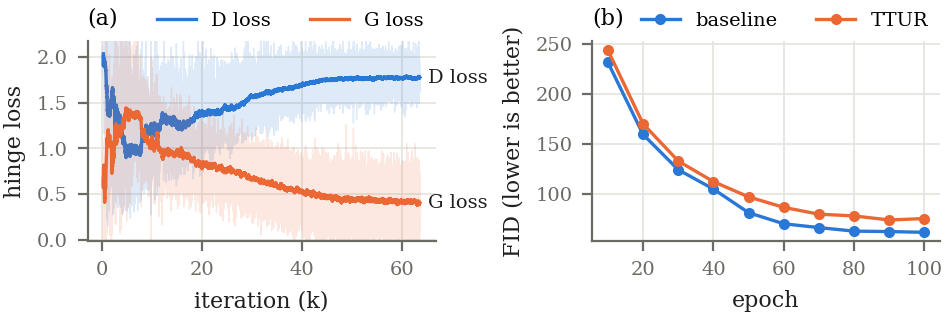 (a)
D loss
G loss
2.0
1.5
1.0
0.5
0.0
hinge loss
D loss
G loss
0
20
40
60
iteration (k)
(b)
baseline
TTUR
250
200
150
100
FID (lower is better)
20
40
60
80
100
epoch